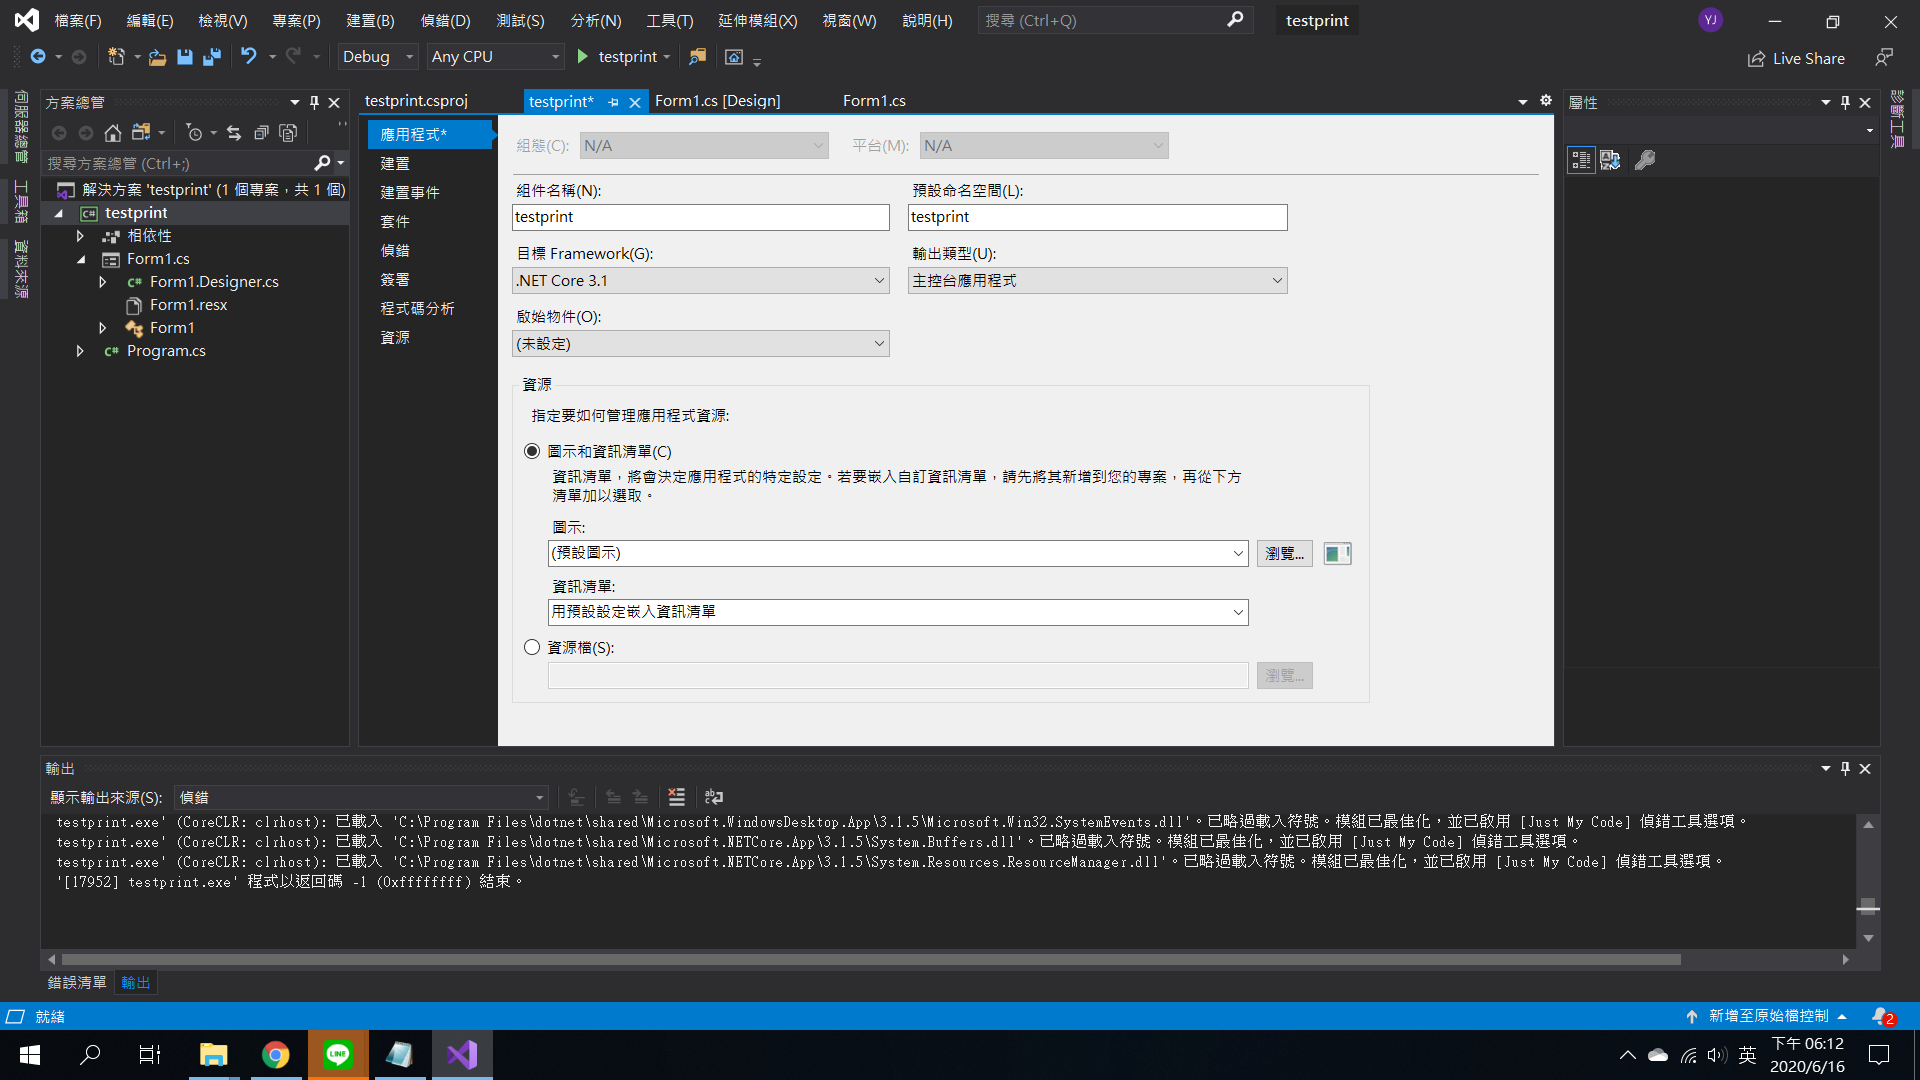 檔案(F) 編輯(E) 檢視(V) 專案(P) 建置(B) 偵錯(D) 測試(S) 分析(N) 工具(T) 延伸模組(X) 視窗(W) 說明(H) 搜尋 (Ctrl+Q) testprint YJ
Debug Any CPU testprint Live Share
伺服器總管
工具箱
資料來源
方案總管
搜尋方案總管 (Ctrl+;)
解決方案 'testprint' (1 個專案，共 1 個)
testprint
相依性
Form1.cs
Form1.Designer.cs
Form1.resx
Form1
Program.cs
testprint.csproj testprint* Form1.cs [Design] Form1.cs
應用程式*
建置
建置事件
套件
偵錯
簽署
程式碼分析
資源
組態(C): N/A 平台(M): N/A
組件名稱(N): 預設命名空間(L):
testprint testprint
目標 Framework(G): 輸出類型(U):
.NET Core 3.1 主控台應用程式
啟始物件(O):
(未設定)
資源
指定要如何管理應用程式資源:
圖示和資訊清單(C)
資訊清單，將會決定應用程式的特定設定。若要嵌入自訂資訊清單，請先將其新增到您的專案，再從下方
清單加以選取。
圖示:
(預設圖示) 瀏覽...
資訊清單:
用預設設定嵌入資訊清單
資源檔(S):
瀏覽...
屬性
診斷工具
輸出
顯示輸出來源(S): 偵錯
testprint.exe' (CoreCLR: clrhost): 已載入 'C:\Program Files\dotnet\shared\Microsoft.WindowsDesktop.App\3.1.5\Microsoft.Win32.SystemEvents.dll'。已略過載入符號。模組已最佳化，並已啟用 [Just My Code] 偵錯工具選項。
testprint.exe' (CoreCLR: clrhost): 已載入 'C:\Program Files\dotnet\shared\Microsoft.NETCore.App\3.1.5\System.Buffers.dll'。已略過載入符號。模組已最佳化，並已啟用 [Just My Code] 偵錯工具選項。
testprint.exe' (CoreCLR: clrhost): 已載入 'C:\Program Files\dotnet\shared\Microsoft.NETCore.App\3.1.5\System.Resources.ResourceManager.dll'。已略過載入符號。模組已最佳化，並已啟用 [Just My Code] 偵錯工具選項。
'[17952] testprint.exe' 程式以返回碼 -1 (0xffffffff) 結束。
錯誤清單 輸出
就緒 新增至原始檔控制 2
LINE 英 下午 06:12
2020/6/16